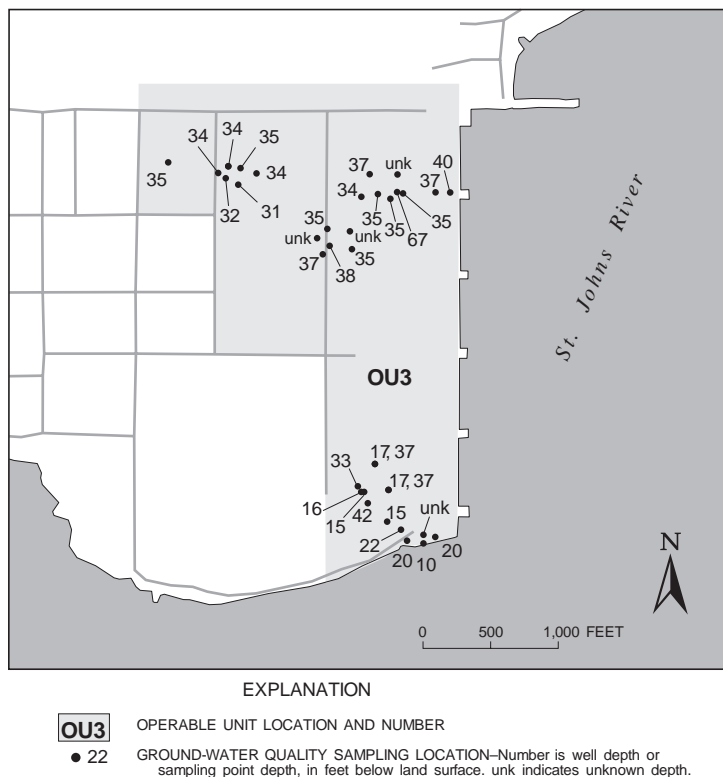 34
34
35
35
34
32
31
37
unk
40
37
34
35
35
67
35
35
unk
unk
37
38
35
St. Johns River
OU3
17, 37
33
17, 37
16
15
42
15
unk
22
20
10
20
N
0 500 1,000 FEET
EXPLANATION
OU3 OPERABLE UNIT LOCATION AND NUMBER
22 GROUND-WATER QUALITY SAMPLING LOCATION–Number is well depth or
sampling point depth, in feet below land surface. unk indicates unknown depth.